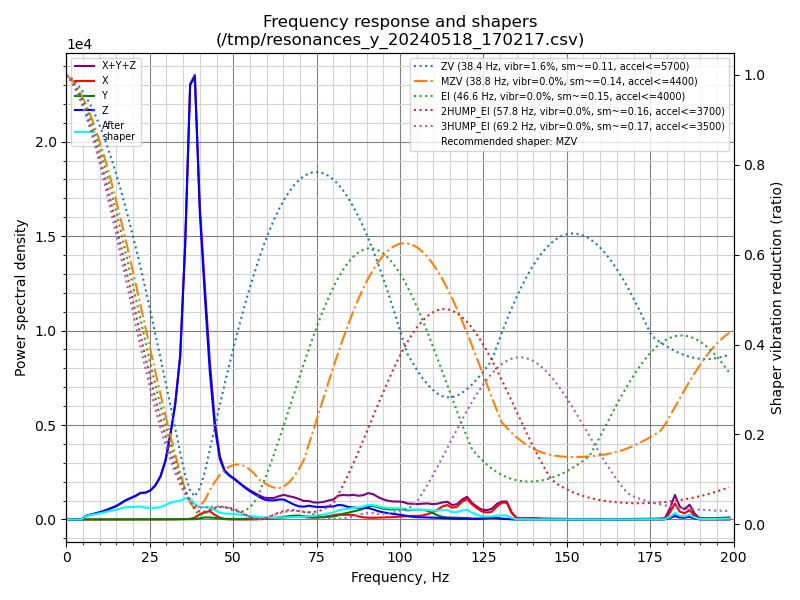 Frequency response and shapers
(/tmp/resonances_y_20240518_170217.csv)
1e4
X+Y+Z
X
Y
Z
After
shaper
ZV (38.4 Hz, vibr=1.6%, sm~=0.11, accel<=5700)
MZV (38.8 Hz, vibr=0.0%, sm~=0.14, accel<=4400)
EI (46.6 Hz, vibr=0.0%, sm~=0.15, accel<=4000)
2HUMP_EI (57.8 Hz, vibr=0.0%, sm~=0.16, accel<=3700)
3HUMP_EI (69.2 Hz, vibr=0.0%, sm~=0.17, accel<=3500)
Recommended shaper: MZV
Power spectral density
2.0
1.5
1.0
0.5
0.0
1.0
0.8
0.6
0.4
0.2
0.0
Shaper vibration reduction (ratio)
0 25 50 75 100 125 150 175 200
Frequency, Hz